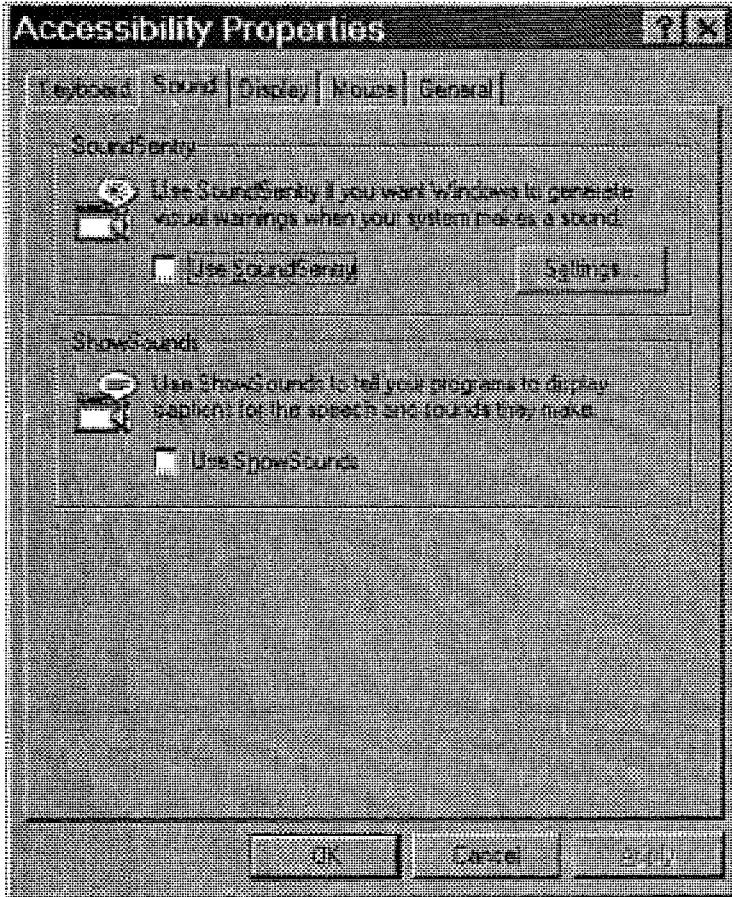 Accessibility Properties
Keyboard Sound Display Mouse General
SoundSentry
Use SoundSentry if you want Windows to generate
visual warnings when your system makes a sound.
Use SoundSentry
Settings...
ShowSounds
Use ShowSounds to tell your programs to display
captions for the speech and sounds they make.
Use ShowSounds
OK Cancel Apply